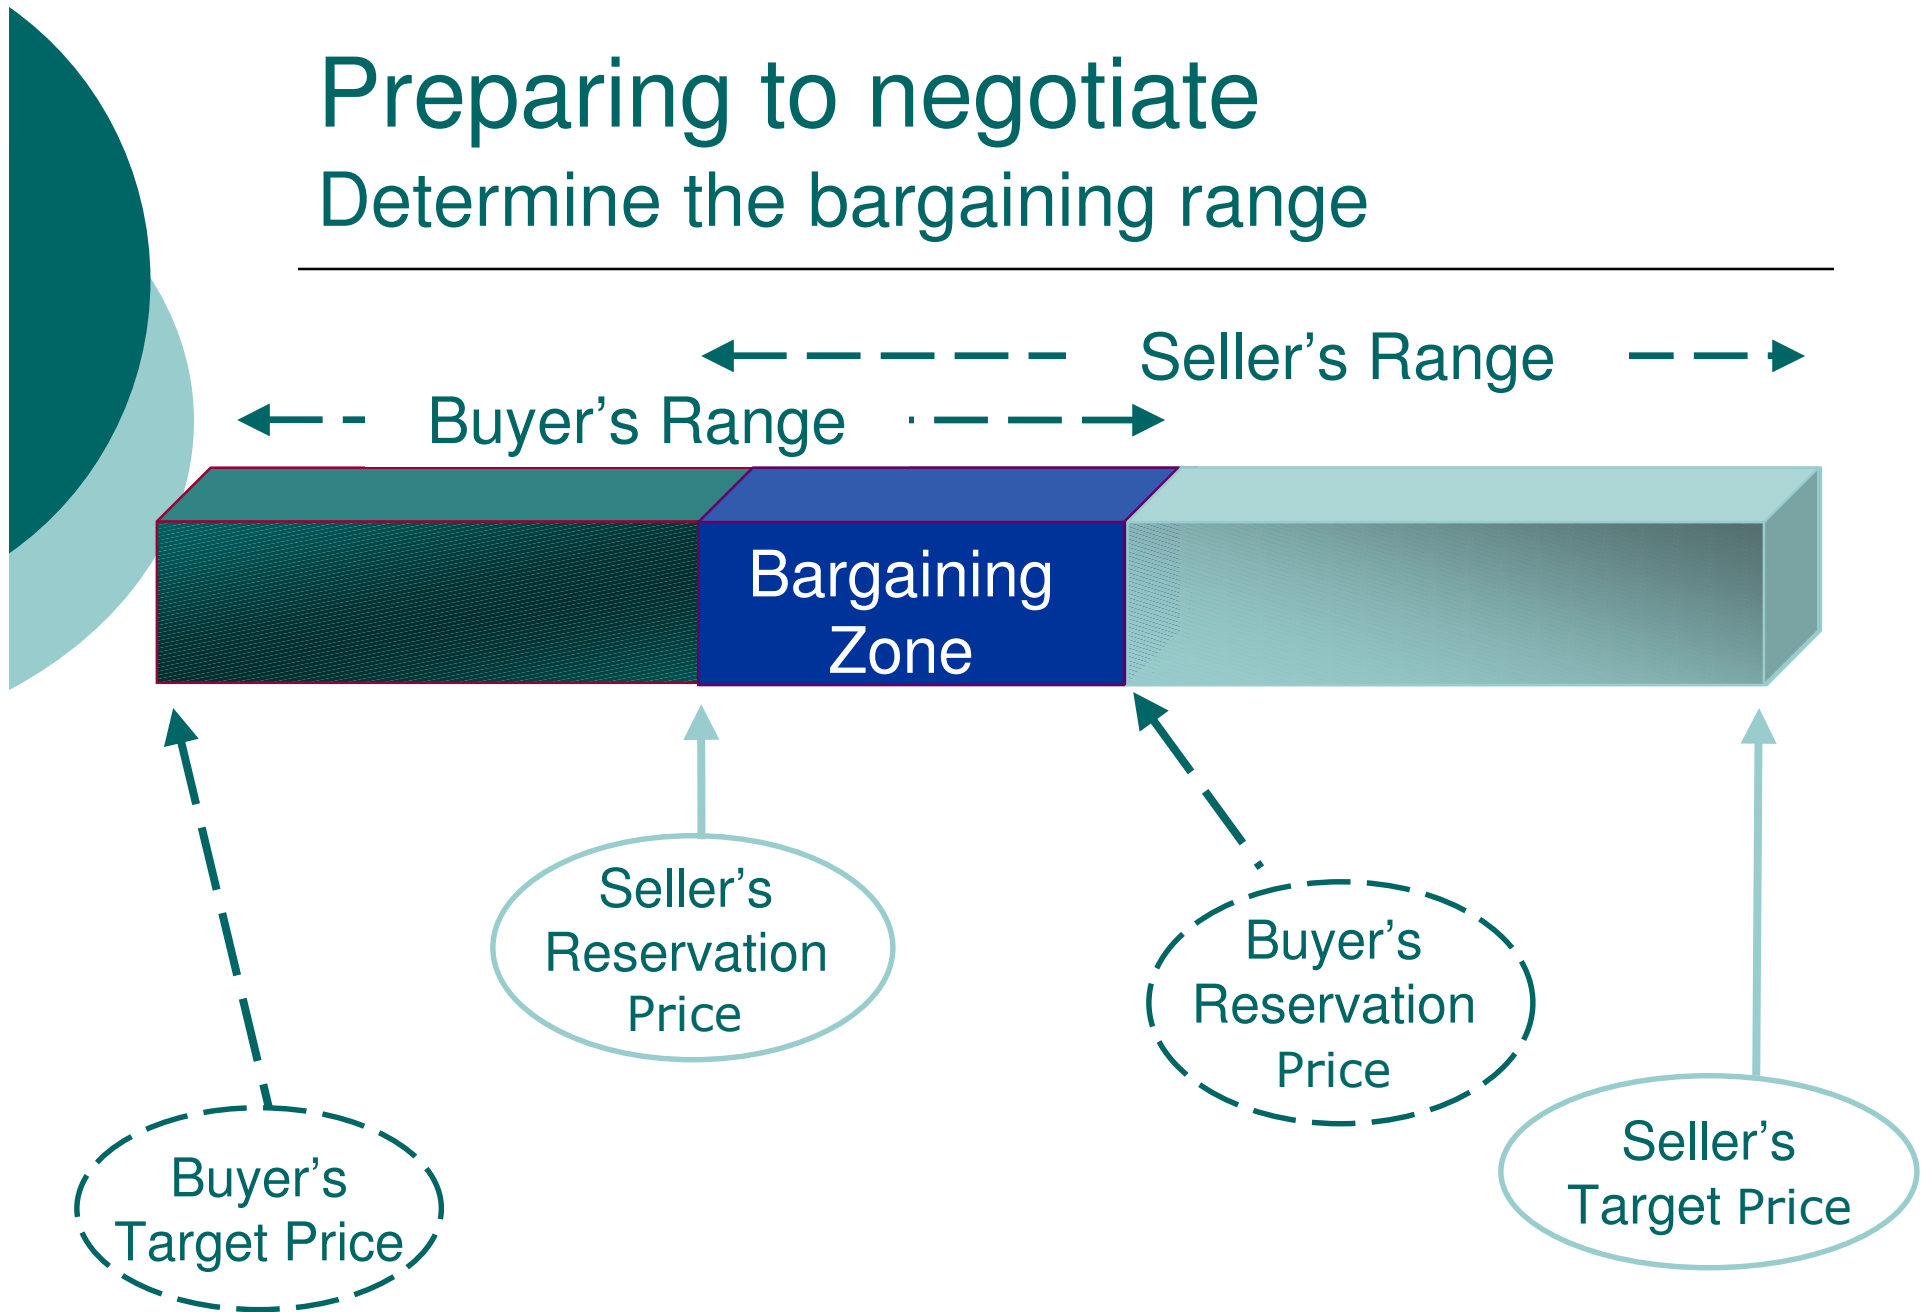 Preparing to negotiate
Determine the bargaining range
Seller’s Range
Buyer’s Range
Bargaining
Zone
Seller’s
Reservation
Price
Buyer’s
Reservation
Price
Seller’s
Target Price
Buyer’s
Target Price